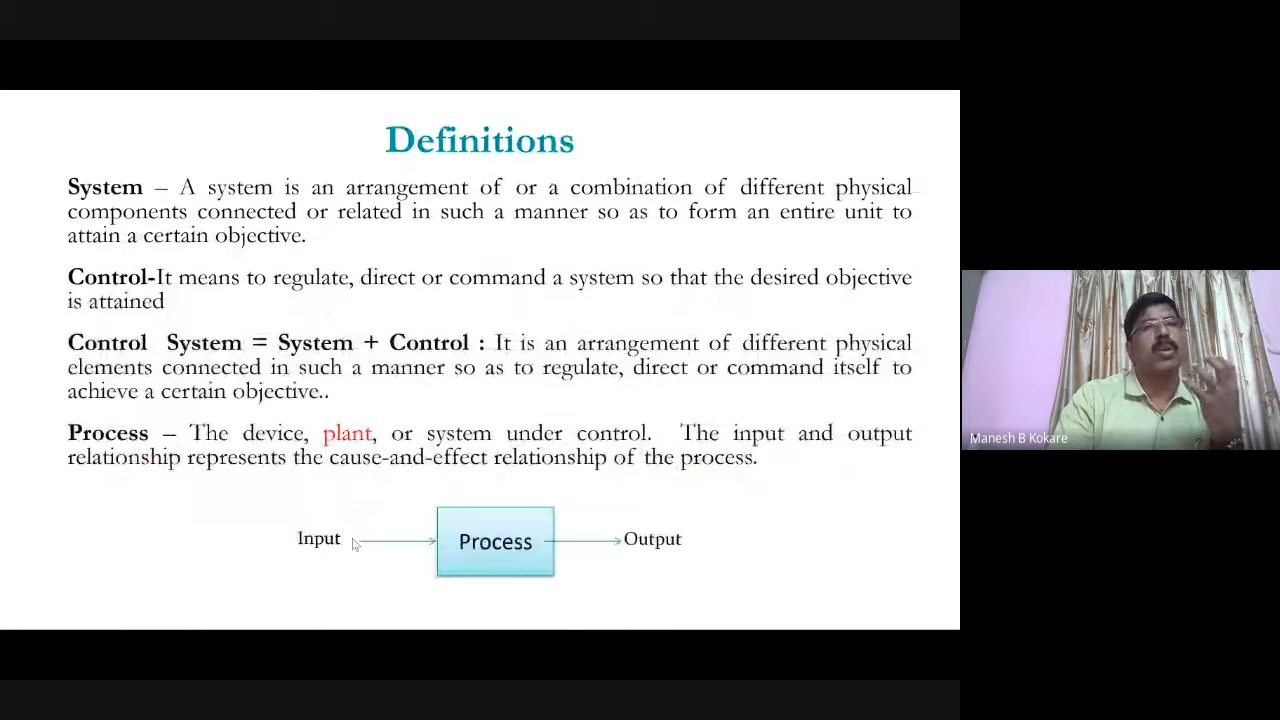 Definitions
System – A system is an arrangement of or a combination of different physical
components connected or related in such a manner so as to form an entire unit to
attain a certain objective.
Control-It means to regulate, direct or command a system so that the desired objective
is attained
Control System = System + Control : It is an arrangement of different physical
elements connected in such a manner so as to regulate, direct or command itself to
achieve a certain objective..
Process – The device, plant, or system under control. The input and output
relationship represents the cause-and-effect relationship of the process.
Input
Process
Output
Manesh B Kokare